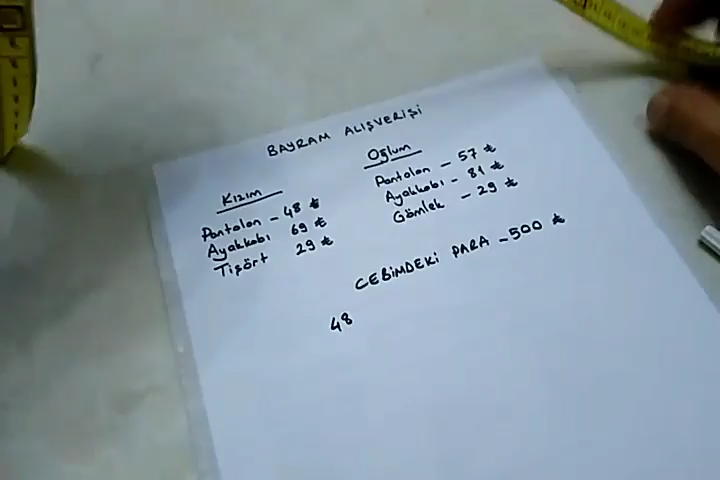 BAYRAM ALIŞVERİŞİ
Kızım
Pantolon - 48 ₺
Ayakkabı 69 ₺
Tişört 29 ₺
Oğlum
Pantolon - 57 ₺
Ayakkabı - 81 ₺
Gömlek - 29 ₺
CEBİMDEKİ PARA - 500 ₺
48